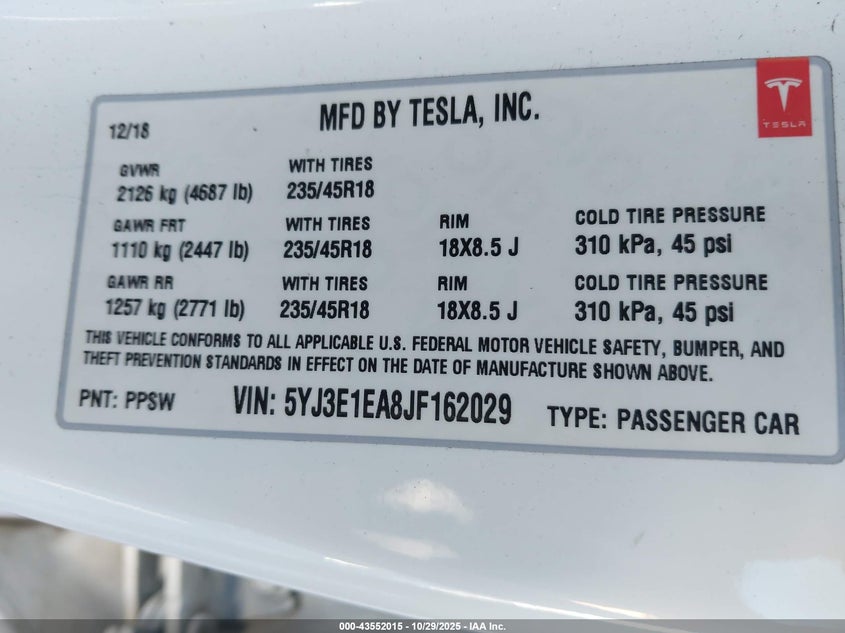 TESLA
12/18 MFD BY TESLA, INC.
GVWR WITH TIRES
2126 kg (4687 lb) 235/45R18
GAWR FRT WITH TIRES RIM COLD TIRE PRESSURE
1110 kg (2447 lb) 235/45R18 18X8.5 J 310 kPa, 45 psi
GAWR RR WITH TIRES RIM COLD TIRE PRESSURE
1257 kg (2771 lb) 235/45R18 18X8.5 J 310 kPa, 45 psi
THIS VEHICLE CONFORMS TO ALL APPLICABLE U.S. FEDERAL MOTOR VEHICLE SAFETY, BUMPER, AND
THEFT PREVENTION STANDARDS IN EFFECT ON THE DATE OF MANUFACTURE SHOWN ABOVE.
PNT: PPSW VIN: 5YJ3E1EA8JF162029 TYPE: PASSENGER CAR
000-43552015 - 10/29/2025 - IAA Inc.